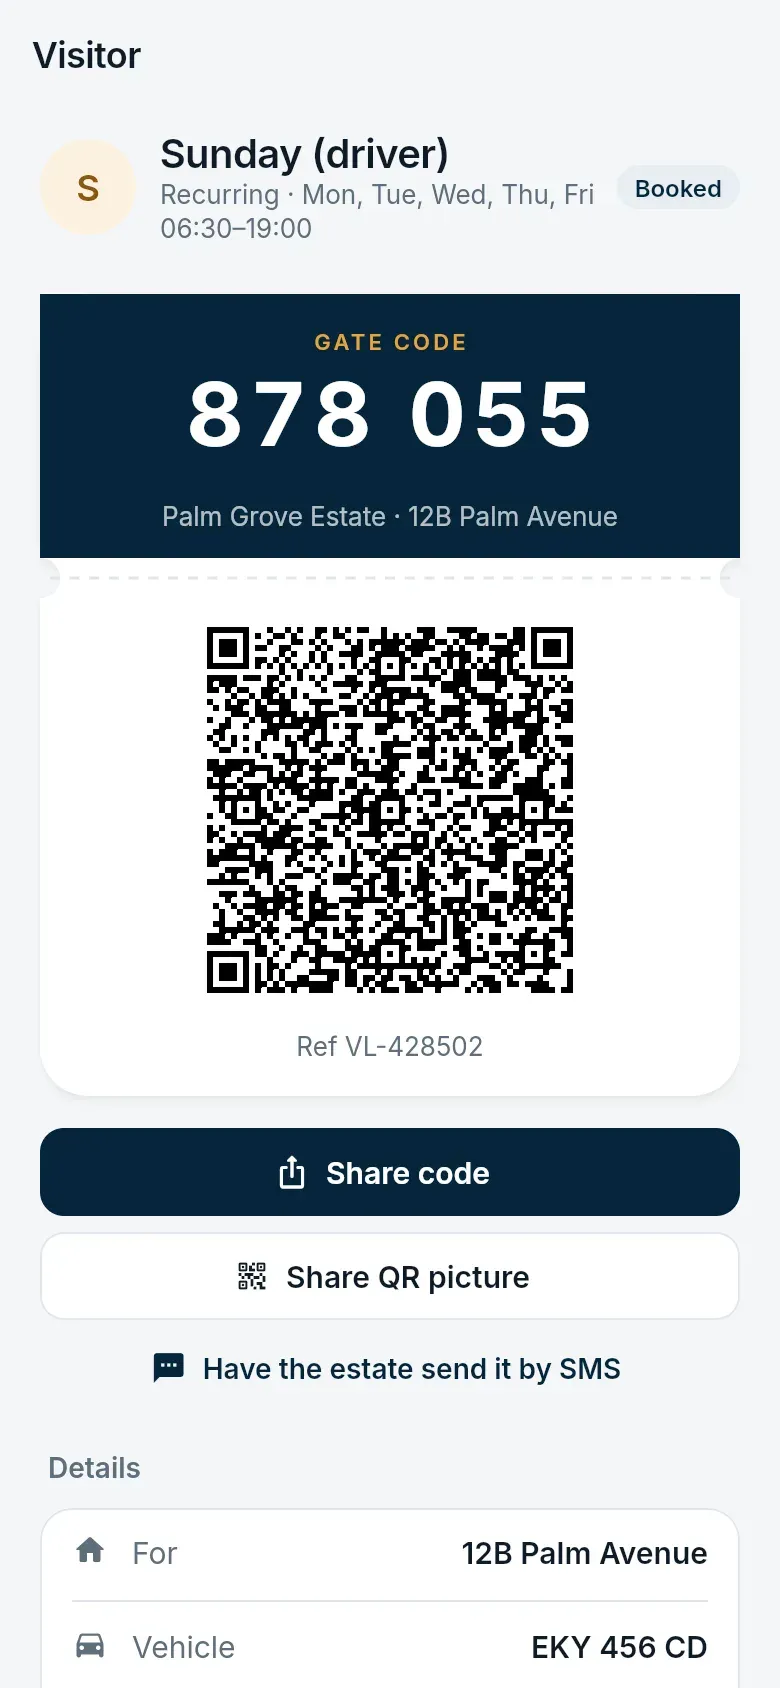 Visitor
S
Sunday (driver)
Recurring · Mon, Tue, Wed, Thu, Fri
06:30–19:00
Booked
GATE CODE
878 055
Palm Grove Estate · 12B Palm Avenue
Ref VL-428502
Share code
Share QR picture
Have the estate send it by SMS
Details
For 12B Palm Avenue
Vehicle EKY 456 CD